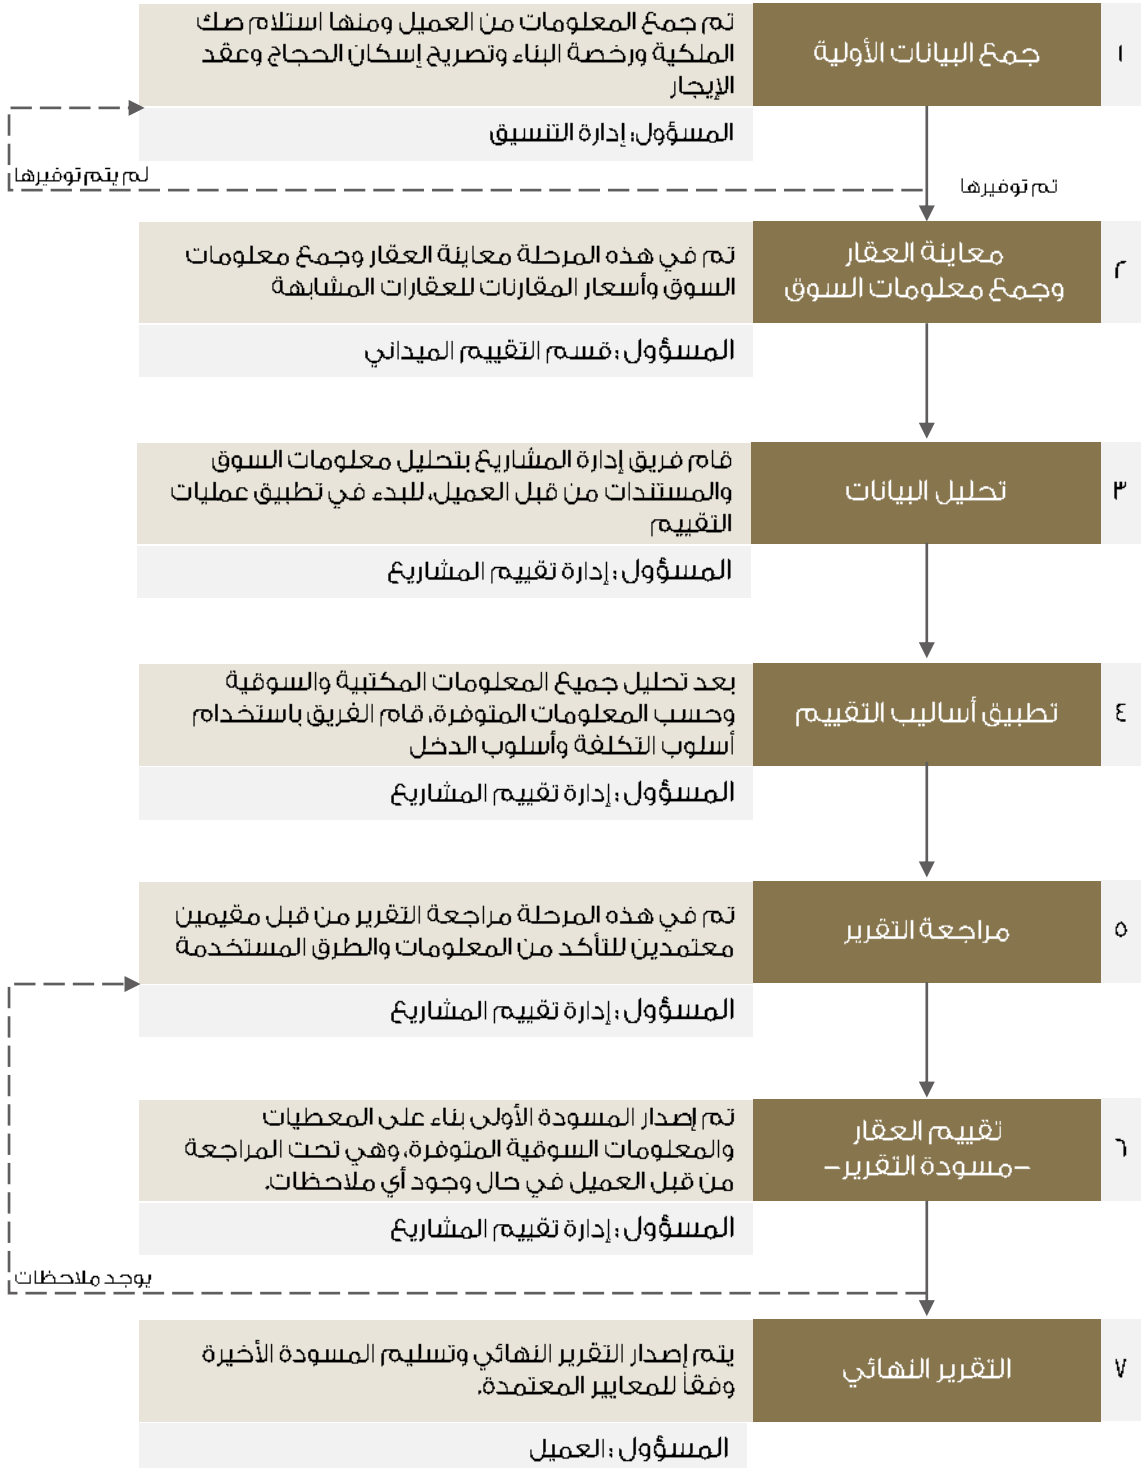 ١
جمع البيانات الأولية
تم جمع المعلومات من العميل ومنها استلام صك
الملكية ورخصة البناء وتصريح إسكان الحجاج وعقد
الإيجار
المسؤول: إدارة التنسيق
تم توفيرها
لم يتم توفيرها
٢
معاينة العقار
وجمع معلومات السوق
تم في هذه المرحلة معاينة العقار وجمع معلومات
السوق وأسعار المقارنات للعقارات المشابهة
المسؤول: قسم التقييم الميداني
٣
تحليل البيانات
قام فريق إدارة المشاريع بتحليل معلومات السوق
والمستندات من قبل العميل، للبدء في تطبيق عمليات
التقييم
المسؤول: إدارة تقييم المشاريع
٤
تطبيق أساليب التقييم
بعد تحليل جميع المعلومات المكتبية والسوقية
وحسب المعلومات المتوفرة، قام الفريق باستخدام
أسلوب التكلفة وأسلوب الدخل
المسؤول: إدارة تقييم المشاريع
٥
مراجعة التقرير
تم في هذه المرحلة مراجعة التقرير من قبل مقيمين
معتمدين للتأكد من المعلومات والطرق المستخدمة
المسؤول: إدارة تقييم المشاريع
٦
تقييم العقار
-مسودة التقرير-
تم إصدار المسودة الأولى بناء على المعطيات
والمعلومات السوقية المتوفرة، وهي تحت المراجعة
من قبل العميل في حال وجود أي ملاحظات.
المسؤول: إدارة تقييم المشاريع
يوجد ملاحظات
٧
التقرير النهائي
يتم إصدار التقرير النهائي وتسليم المسودة الأخيرة
وفقاً للمعايير المعتمدة.
المسؤول: العميل